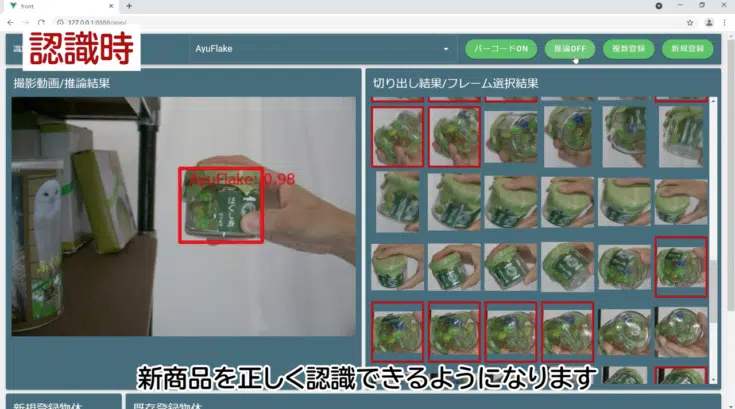 front
127.0.0.1:8888/app/
認識時
AyuFlake
バーコードON
推論OFF
複数登録
新規登録
撮影動画/推論結果
切り出し結果/フレーム選択結果
AyuFlake: 0.98
ほぐし身
新商品を正しく認識できるようになります
新規登録物体
既存登録物体